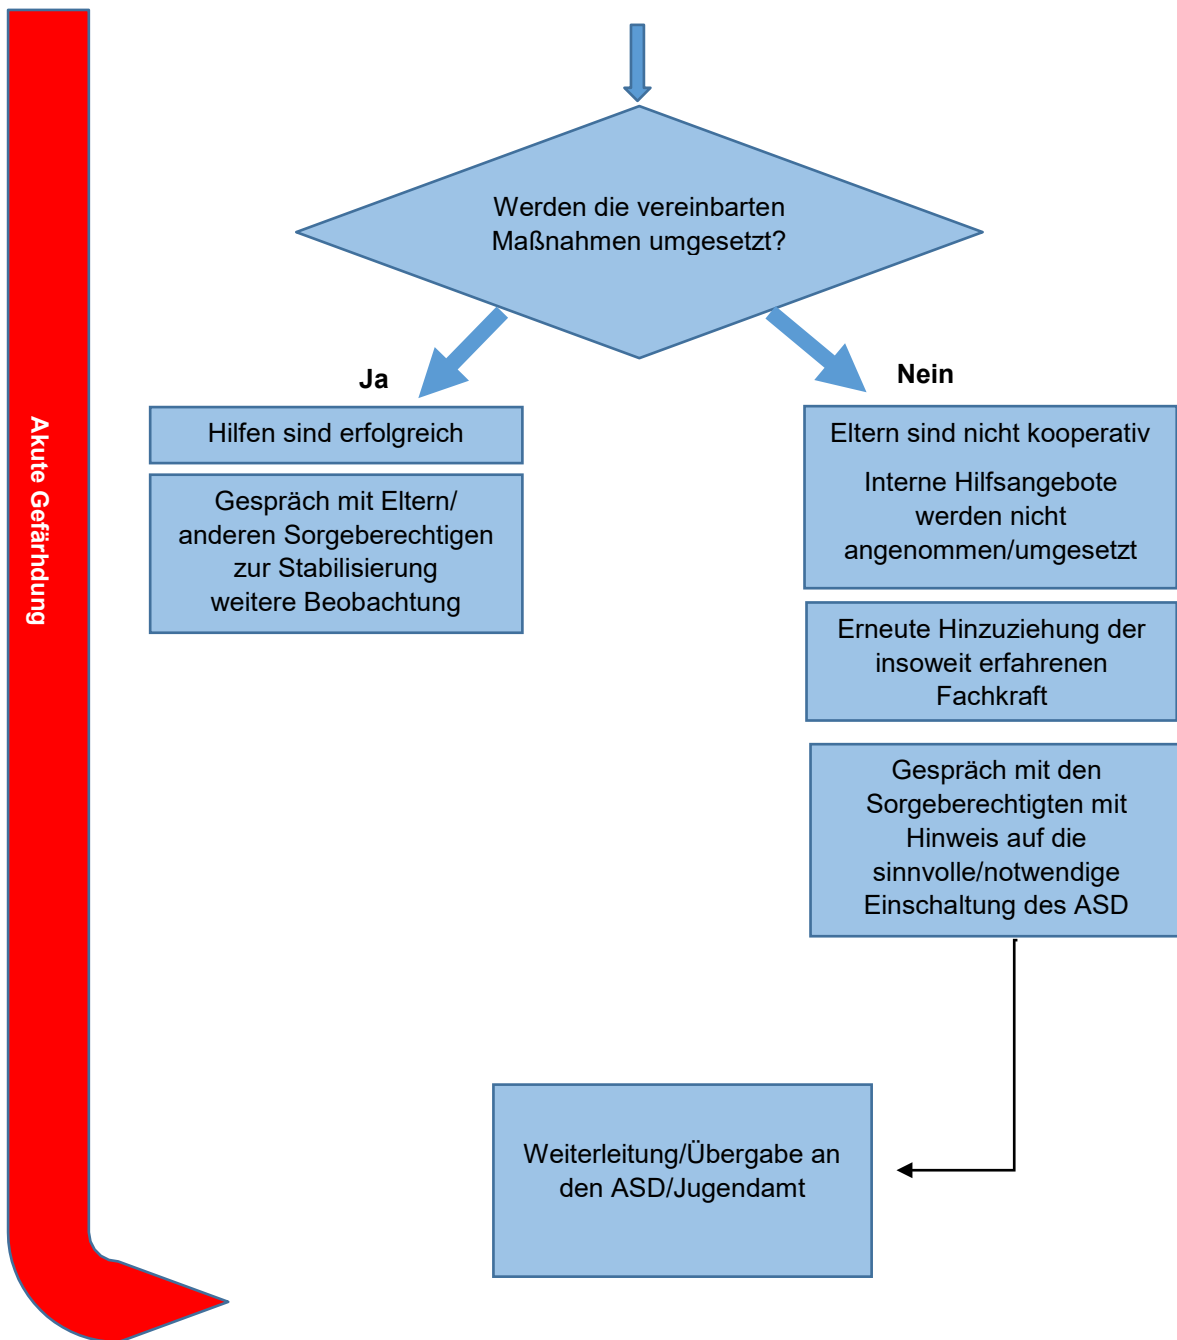 Werden die vereinbarten
Maßnahmen umgesetzt?
Ja
Nein
Hilfen sind erfolgreich
Gespräch mit Eltern/
anderen Sorgeberechtigen
zur Stabilisierung
weitere Beobachtung
Eltern sind nicht kooperativ
Interne Hilfsangebote
werden nicht
angenommen/umgesetzt
Erneute Hinzuziehung der
insoweit erfahrenen
Fachkraft
Gespräch mit den
Sorgeberechtigten mit
Hinweis auf die
sinnvolle/notwendige
Einschaltung des ASD
Weiterleitung/Übergabe an
den ASD/Jugendamt
Akute Gefärhdung